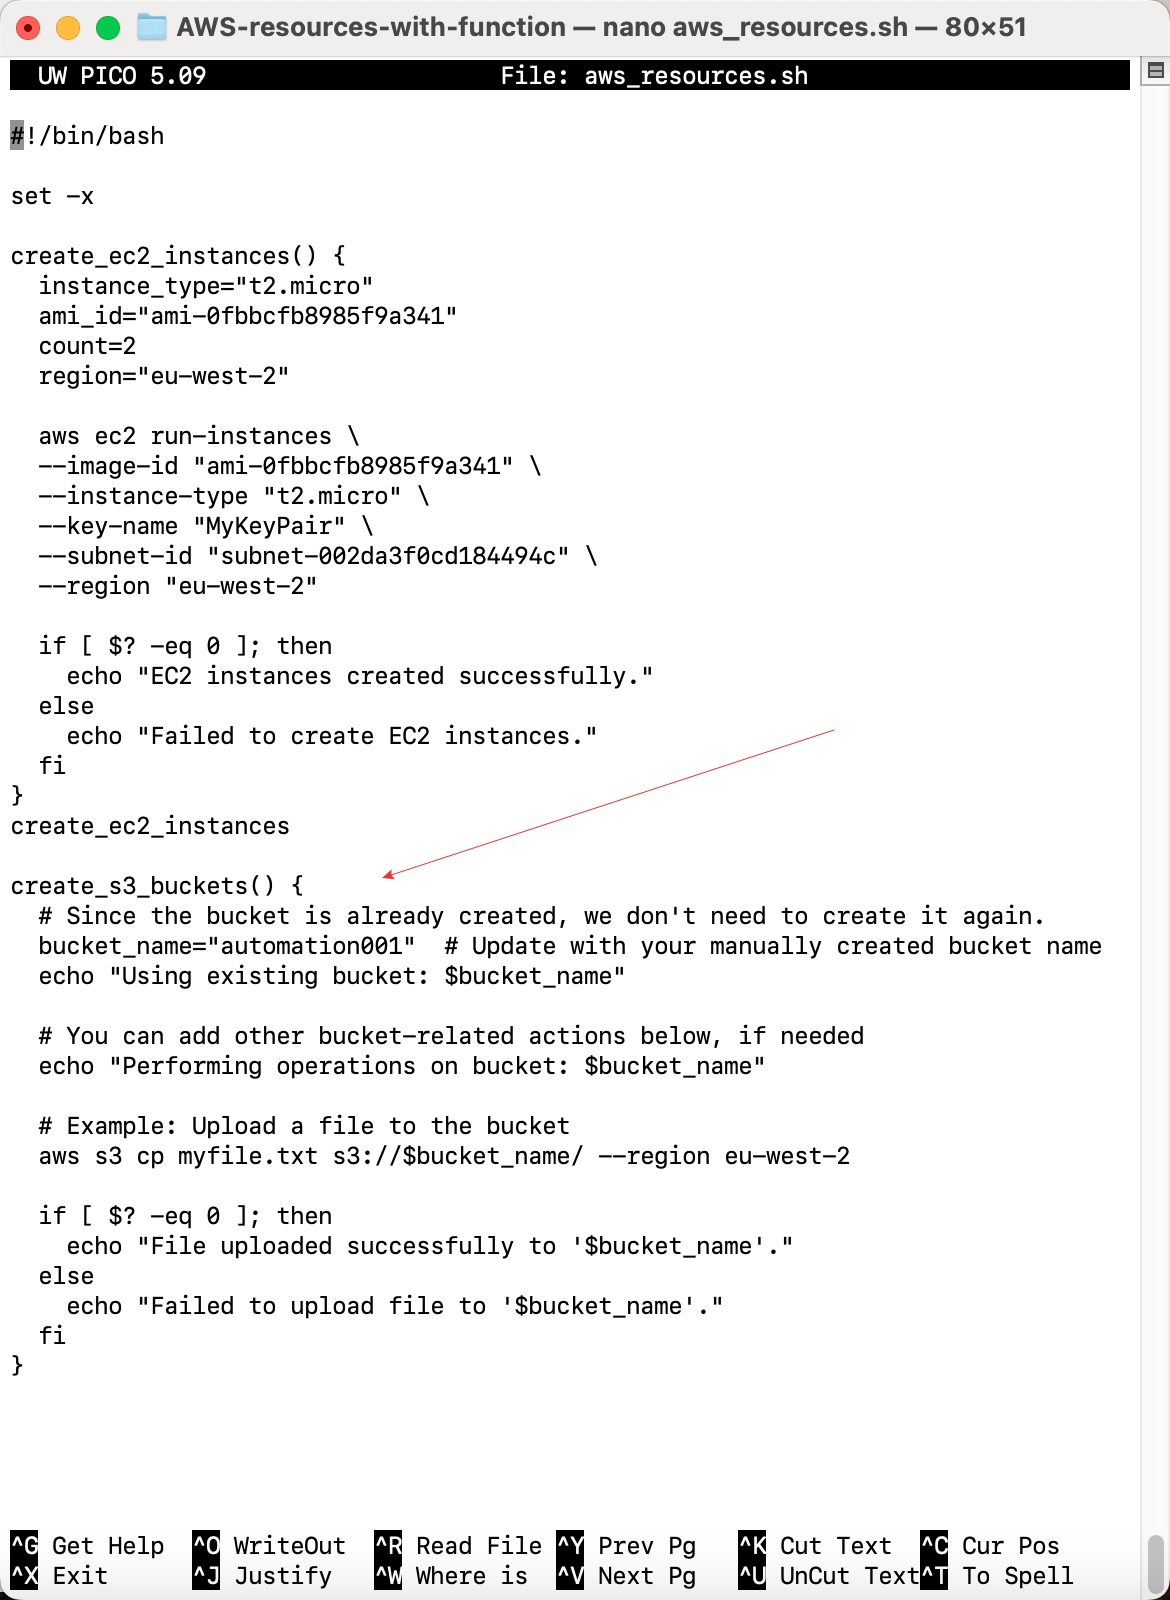 AWS-resources-with-function — nano aws_resources.sh — 80×51
UW PICO 5.09 File: aws_resources.sh
#!/bin/bash
set -x
create_ec2_instances() {
  instance_type="t2.micro"
  ami_id="ami-0fbbcfb8985f9a341"
  count=2
  region="eu-west-2"
  aws ec2 run-instances \
  --image-id "ami-0fbbcfb8985f9a341" \
  --instance-type "t2.micro" \
  --key-name "MyKeyPair" \
  --subnet-id "subnet-002da3f0cd184494c" \
  --region "eu-west-2"
  if [ $? -eq 0 ]; then
    echo "EC2 instances created successfully."
  else
    echo "Failed to create EC2 instances."
  fi
}
create_ec2_instances
create_s3_buckets() {
  # Since the bucket is already created, we don't need to create it again.
  bucket_name="automation001"  # Update with your manually created bucket name
  echo "Using existing bucket: $bucket_name"
  # You can add other bucket-related actions below, if needed
  echo "Performing operations on bucket: $bucket_name"
  # Example: Upload a file to the bucket
  aws s3 cp myfile.txt s3://$bucket_name/ --region eu-west-2
  if [ $? -eq 0 ]; then
    echo "File uploaded successfully to '$bucket_name'."
  else
    echo "Failed to upload file to '$bucket_name'."
  fi
}
^G Get Help ^O WriteOut ^R Read File ^Y Prev Pg ^K Cut Text ^C Cur Pos
^X Exit ^J Justify ^W Where is ^V Next Pg ^U UnCut Text ^T To Spell